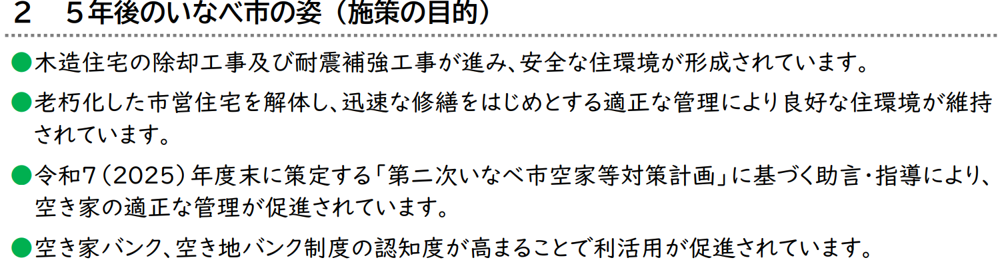 ２　５年後のいなべ市の姿（施策の目的）
●木造住宅の除却工事及び耐震補強工事が進み、安全な住環境が形成されています。
●老朽化した市営住宅を解体し、迅速な修繕をはじめとする適正な管理により良好な住環境が維持
されています。
●令和７（2025）年度末に策定する「第二次いなべ市空家等対策計画」に基づく助言・指導により、
空き家の適正な管理が促進されています。
●空き家バンク、空き地バンク制度の認知度が高まることで利活用が促進されています。